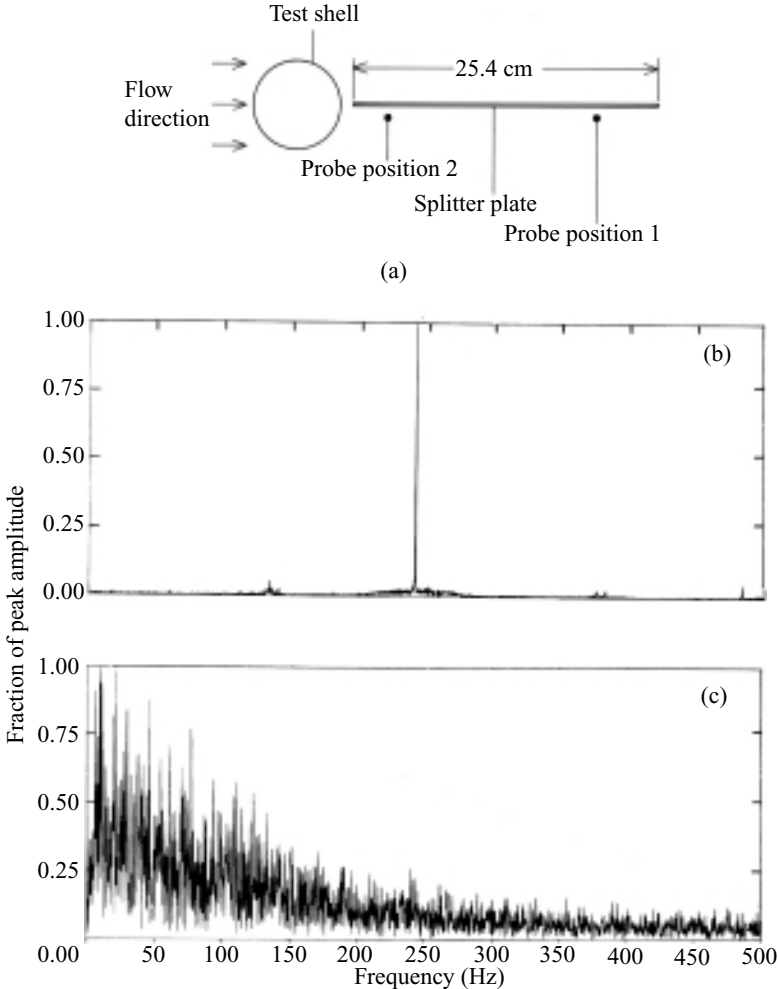 Test shell
25.4 cm
Flow
direction
Probe position 2
Splitter plate
Probe position 1
(a)
Fraction of peak amplitude
1.00
(b)
0.75
0.50
0.25
0.00
1.00
(c)
0.75
0.50
0.25
0.00
50 100 150 200 250 300 350 400 450 500
Frequency (Hz)